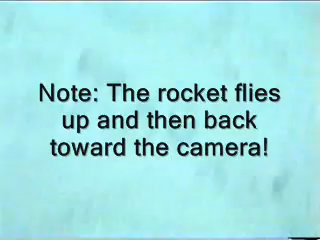 Note: The rocket flies
up and then back
toward the camera!